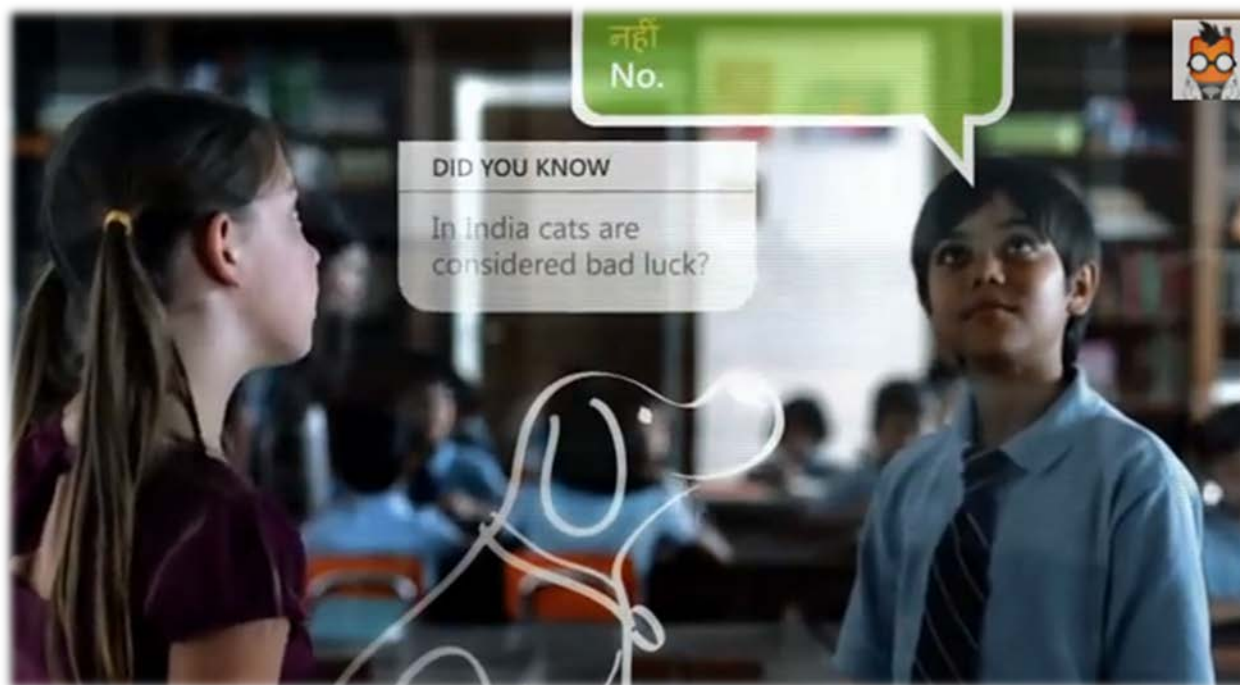 नहीं
No.
DID YOU KNOW
In India cats are
considered bad luck?